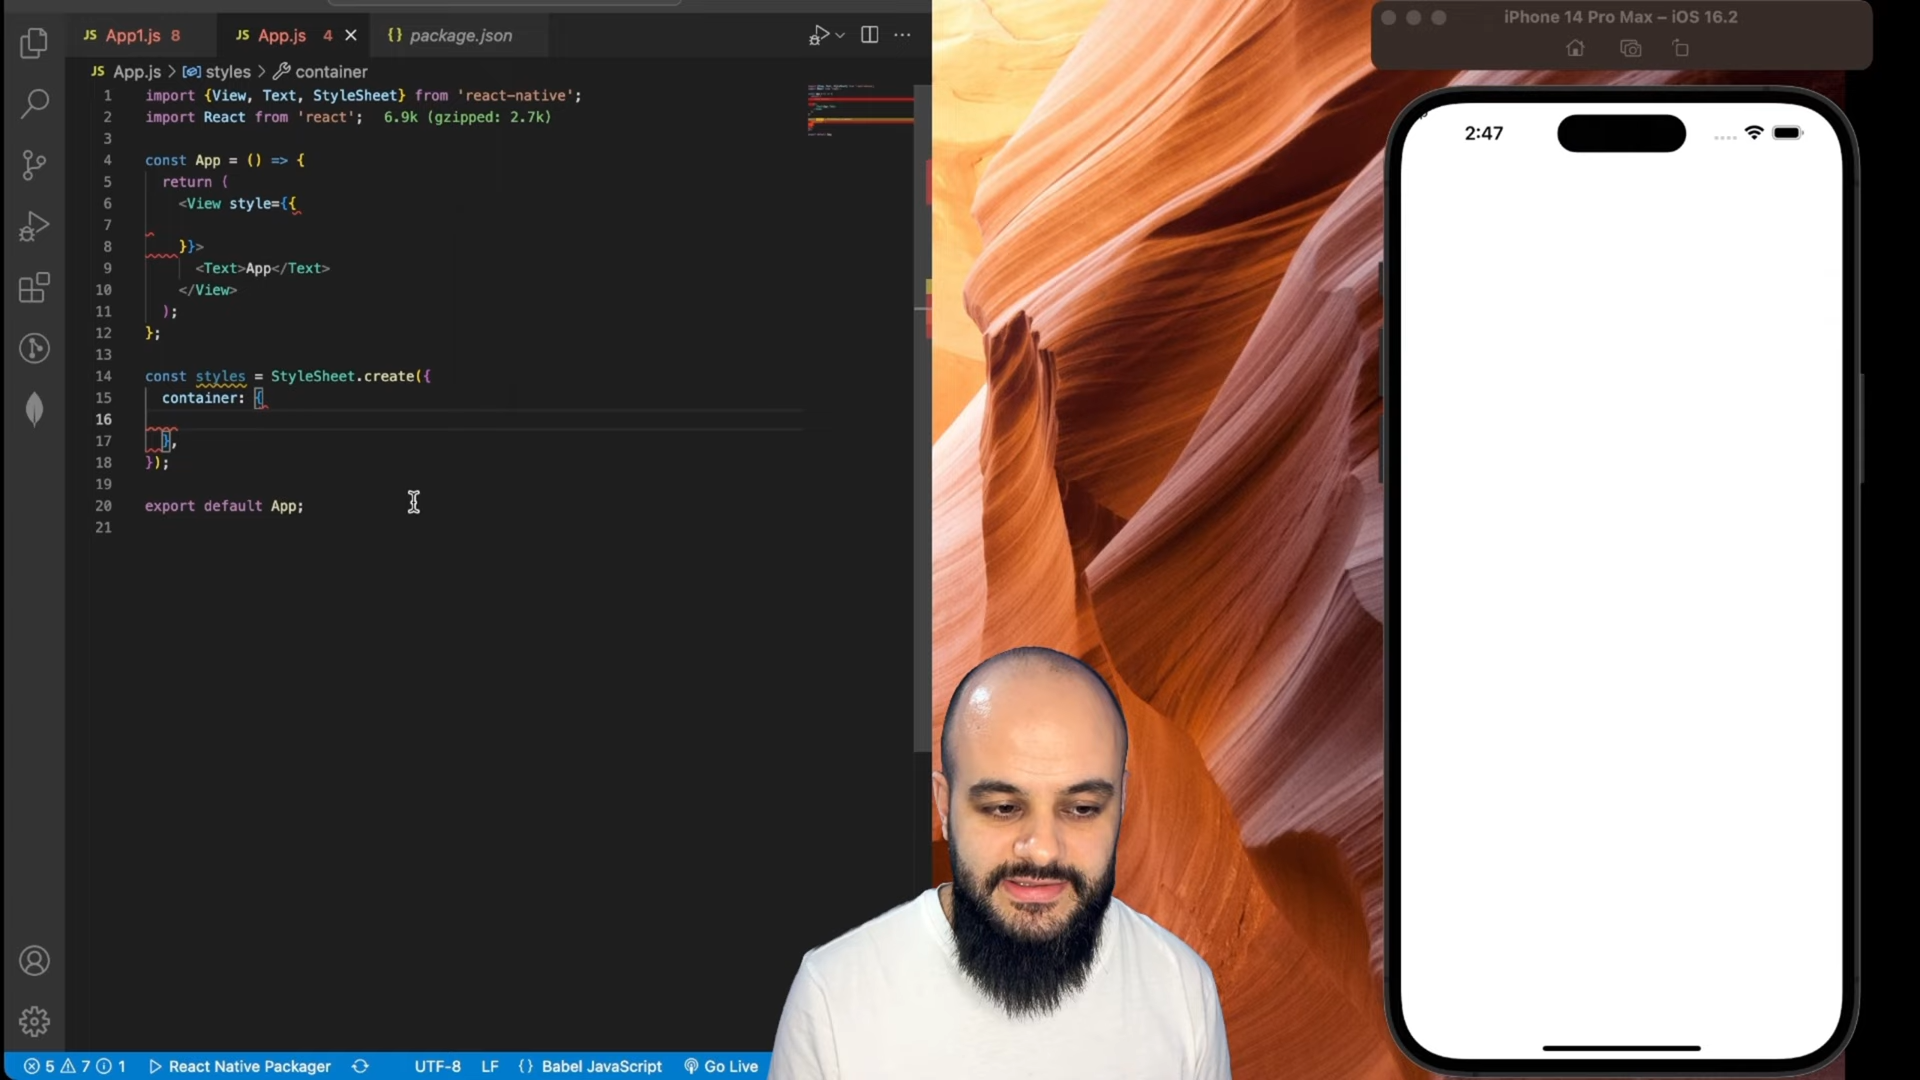 JS App1.js 8
JS App.js 4
{} package.json
JS App.js > styles > container
1 import {View, Text, StyleSheet} from 'react-native';
2 import React from 'react'; 6.9k (gzipped: 2.7k)
3
4 const App = () => {
5 return (
6 <View style={{
7
8 }}>
9 <Text>App</Text>
10 </View>
11 );
12 };
13
14 const styles = StyleSheet.create({
15 container: {
16
17 },
18 });
19
20 export default App;
21
5 7 1 React Native Packager UTF-8 LF {} Babel JavaScript Go Live
iPhone 14 Pro Max – iOS 16.2
2:47